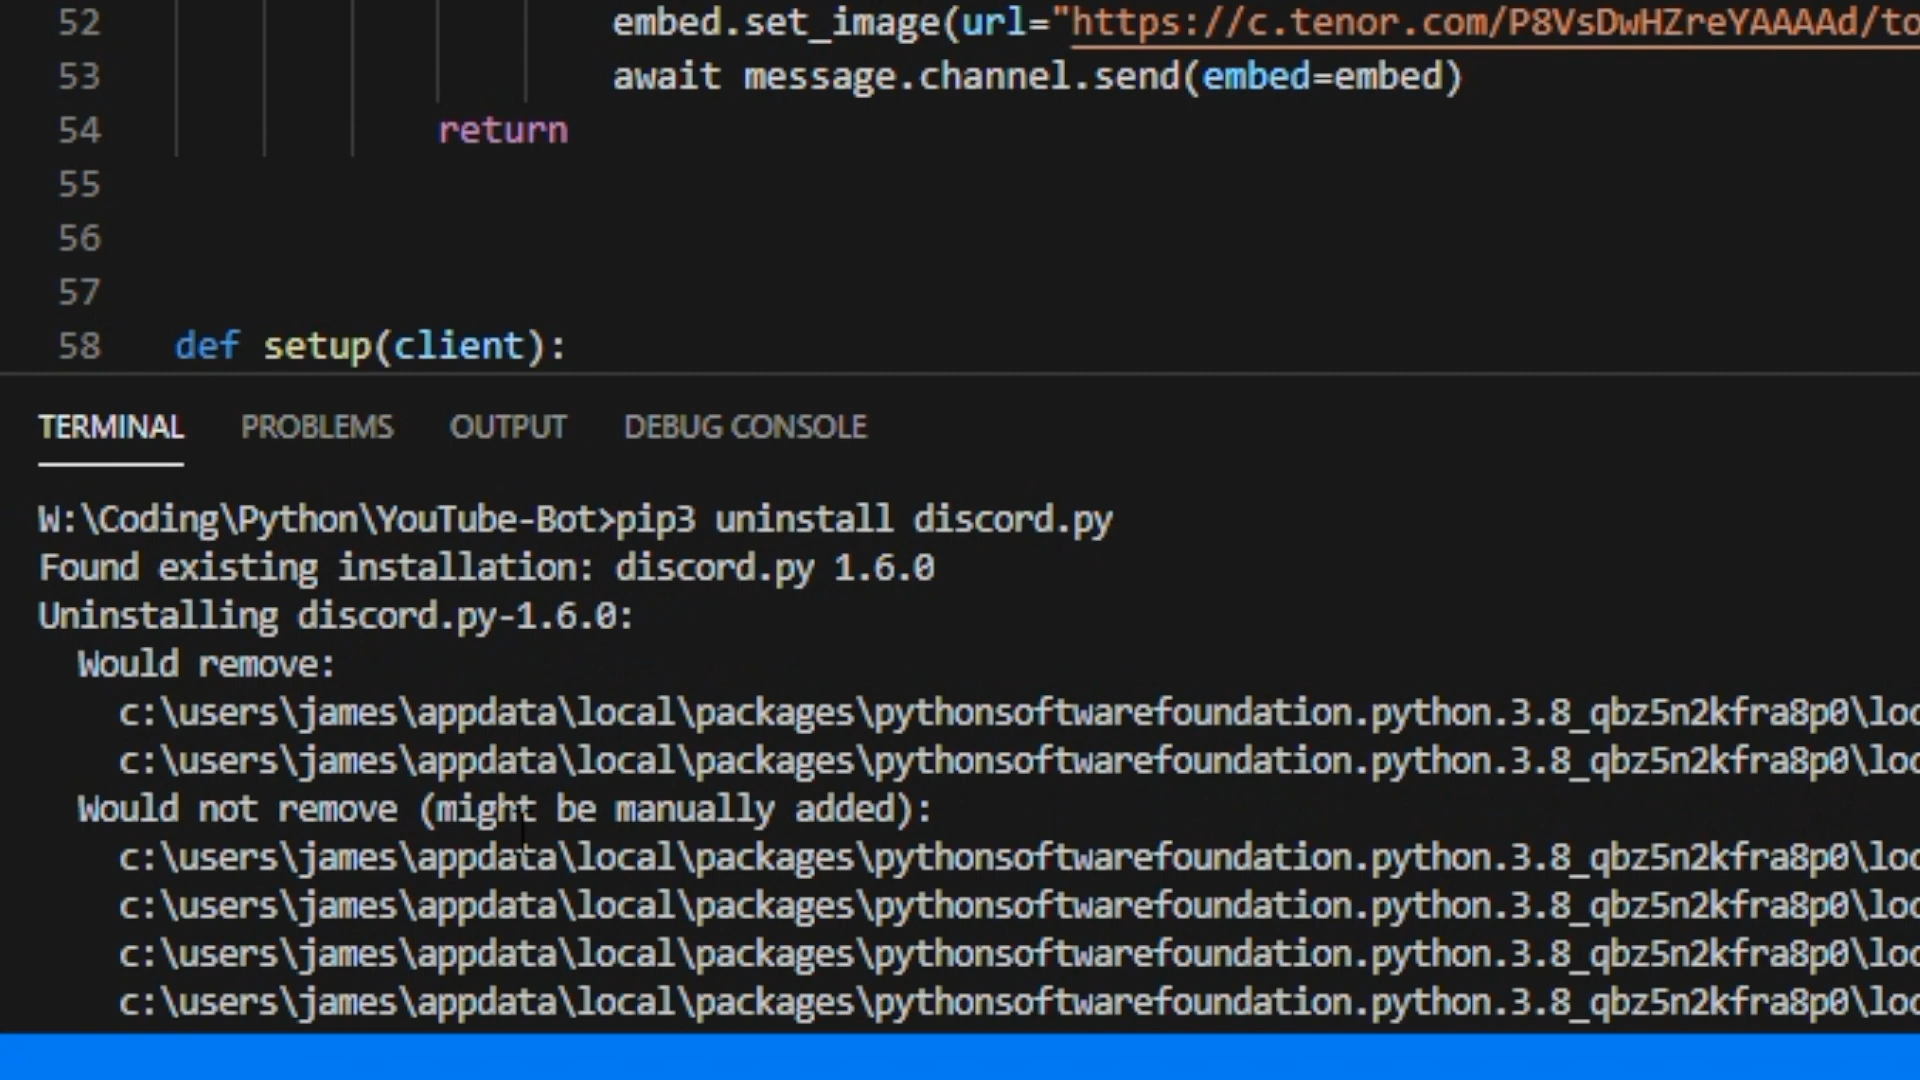 52 embed.set_image(url="https://c.tenor.com/P8VsDwHZreYAAAAd/to
53 await message.channel.send(embed=embed)
54 return
55
56
57
58 def setup(client):
TERMINAL PROBLEMS OUTPUT DEBUG CONSOLE
W:\Coding\Python\YouTube-Bot>pip3 uninstall discord.py
Found existing installation: discord.py 1.6.0
Uninstalling discord.py-1.6.0:
Would remove:
c:\users\james\appdata\local\packages\pythonsoftwarefoundation.python.3.8_qbz5n2kfra8p0\loc
c:\users\james\appdata\local\packages\pythonsoftwarefoundation.python.3.8_qbz5n2kfra8p0\loc
Would not remove (might be manually added):
c:\users\james\appdata\local\packages\pythonsoftwarefoundation.python.3.8_qbz5n2kfra8p0\loc
c:\users\james\appdata\local\packages\pythonsoftwarefoundation.python.3.8_qbz5n2kfra8p0\loc
c:\users\james\appdata\local\packages\pythonsoftwarefoundation.python.3.8_qbz5n2kfra8p0\loc
c:\users\james\appdata\local\packages\pythonsoftwarefoundation.python.3.8_qbz5n2kfra8p0\loc